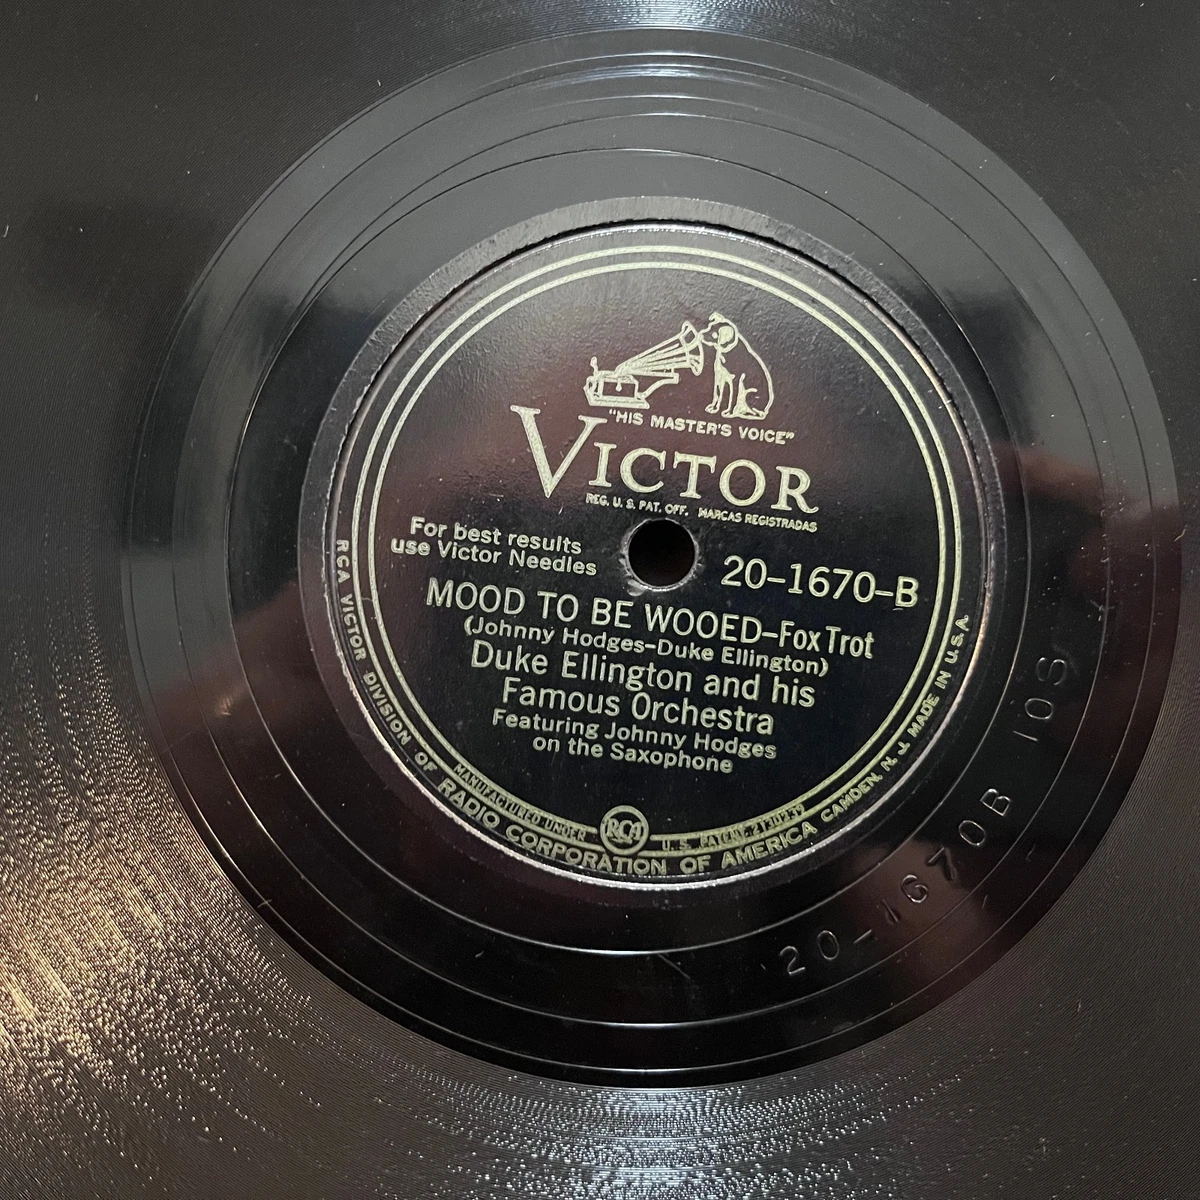 "HIS MASTER'S VOICE"
VICTOR
REG. U. S. PAT. OFF. MARCAS REGISTRADAS
For best results
use Victor Needles
20-1670-B
MOOD TO BE WOOED-Fox Trot
(Johnny Hodges-Duke Ellington)
Duke Ellington and his
Famous Orchestra
Featuring Johnny Hodges
on the Saxophone
MANUFACTURED UNDER RCA U. S. PATENT 2130239
RCA VICTOR DIVISION OF RADIO CORPORATION OF AMERICA CAMDEN, N. J. MADE IN U.S.A.
20-1670B 10S